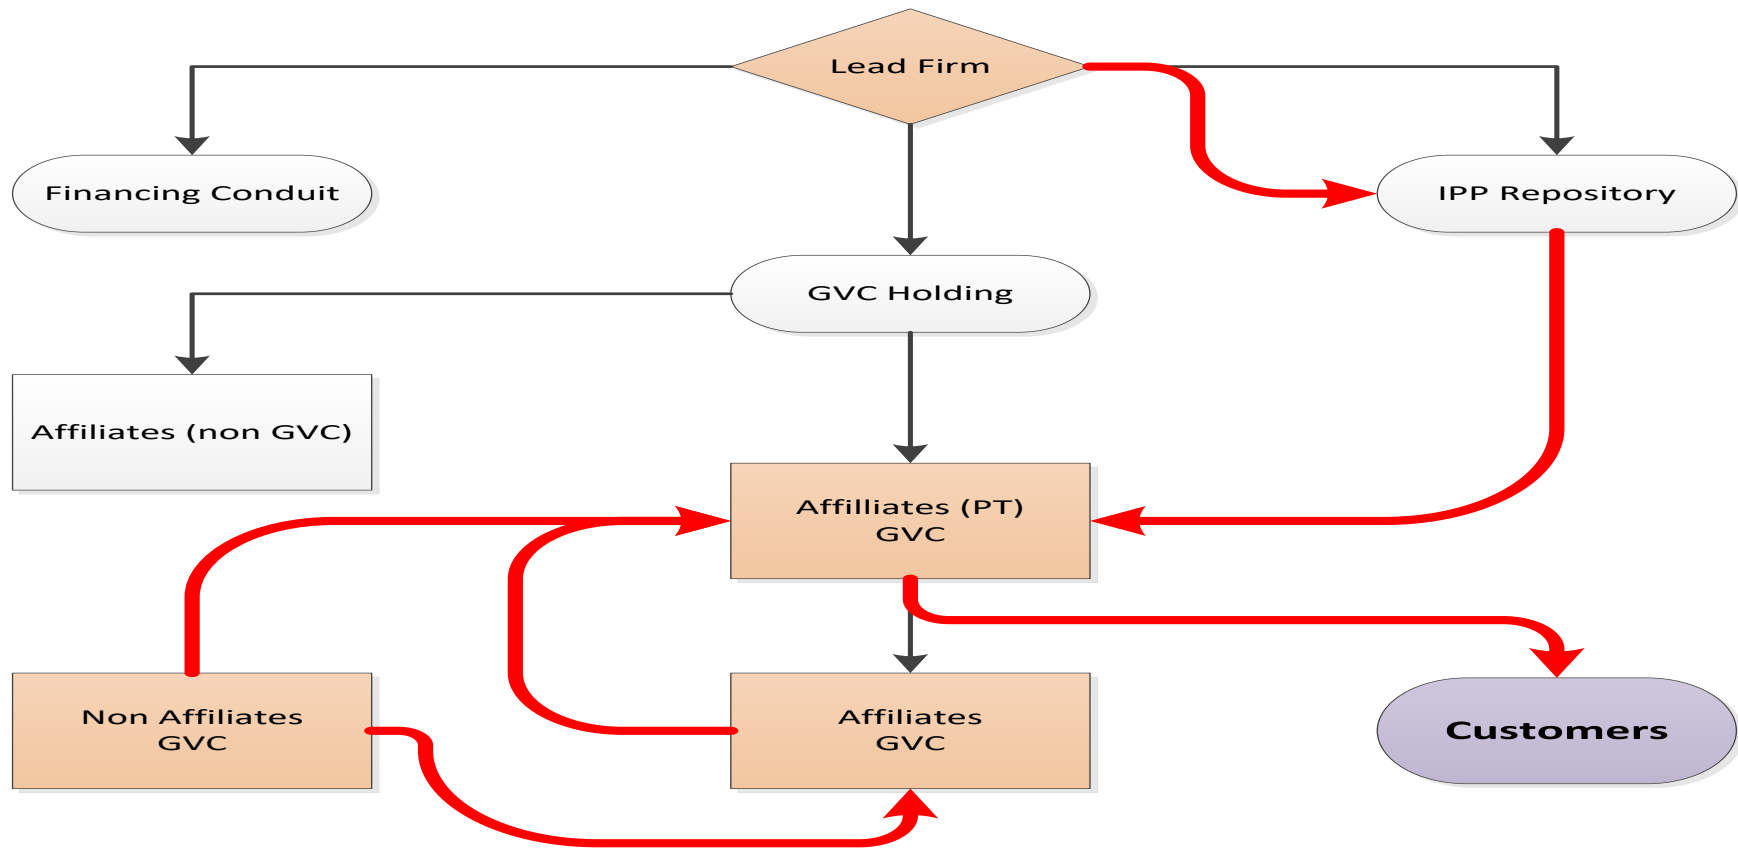 Lead Firm
Financing Conduit
IPP Repository
GVC Holding
Affiliates (non GVC)
Affilliates (PT)
GVC
Non Affiliates
GVC
Affiliates
GVC
Customers